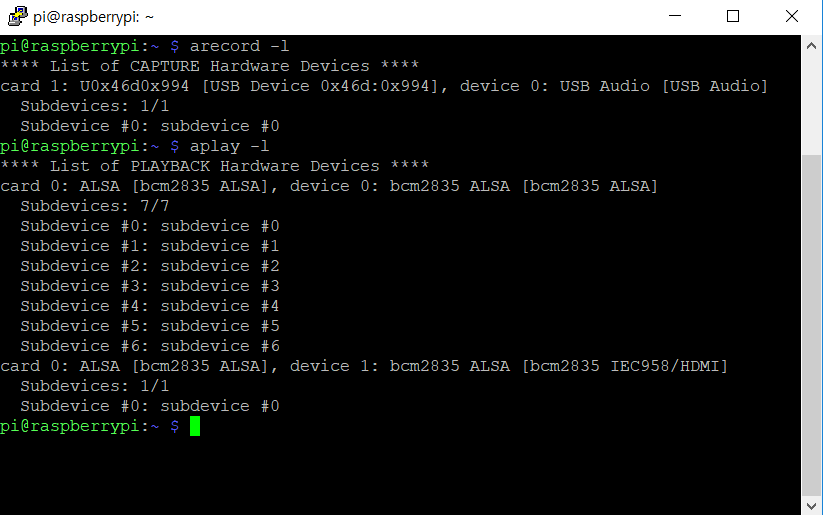 pi@raspberrypi: ~
pi@raspberrypi:~ $ arecord -l
**** List of CAPTURE Hardware Devices ****
card 1: U0x46d0x994 [USB Device 0x46d:0x994], device 0: USB Audio [USB Audio]
  Subdevices: 1/1
  Subdevice #0: subdevice #0
pi@raspberrypi:~ $ aplay -l
**** List of PLAYBACK Hardware Devices ****
card 0: ALSA [bcm2835 ALSA], device 0: bcm2835 ALSA [bcm2835 ALSA]
  Subdevices: 7/7
  Subdevice #0: subdevice #0
  Subdevice #1: subdevice #1
  Subdevice #2: subdevice #2
  Subdevice #3: subdevice #3
  Subdevice #4: subdevice #4
  Subdevice #5: subdevice #5
  Subdevice #6: subdevice #6
card 0: ALSA [bcm2835 ALSA], device 1: bcm2835 ALSA [bcm2835 IEC958/HDMI]
  Subdevices: 1/1
  Subdevice #0: subdevice #0
pi@raspberrypi:~ $